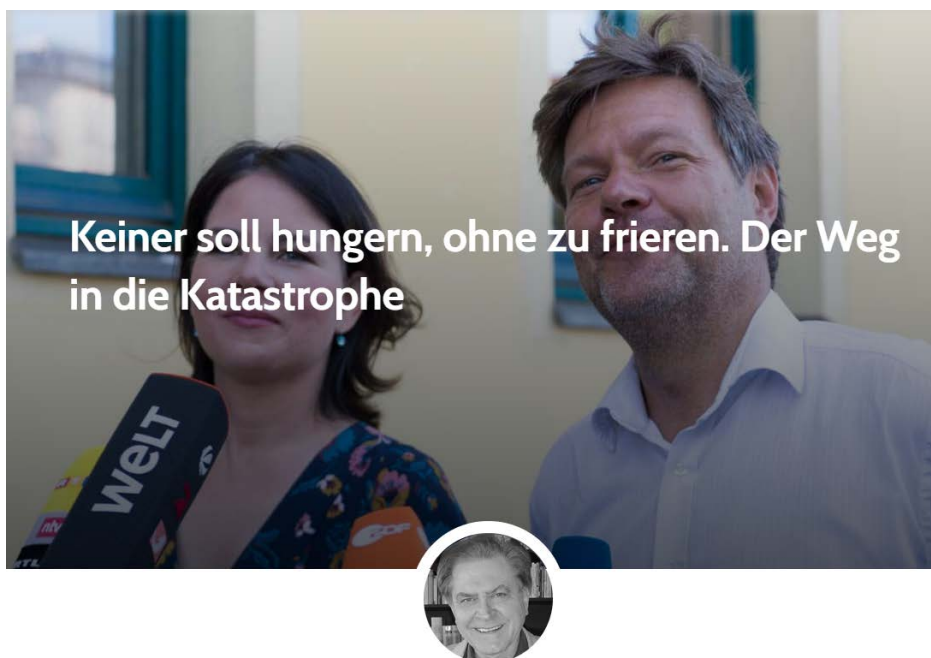 Keiner soll hungern, ohne zu frieren. Der Weg
in die Katastrophe
welt
ntv
RTL
ZDF